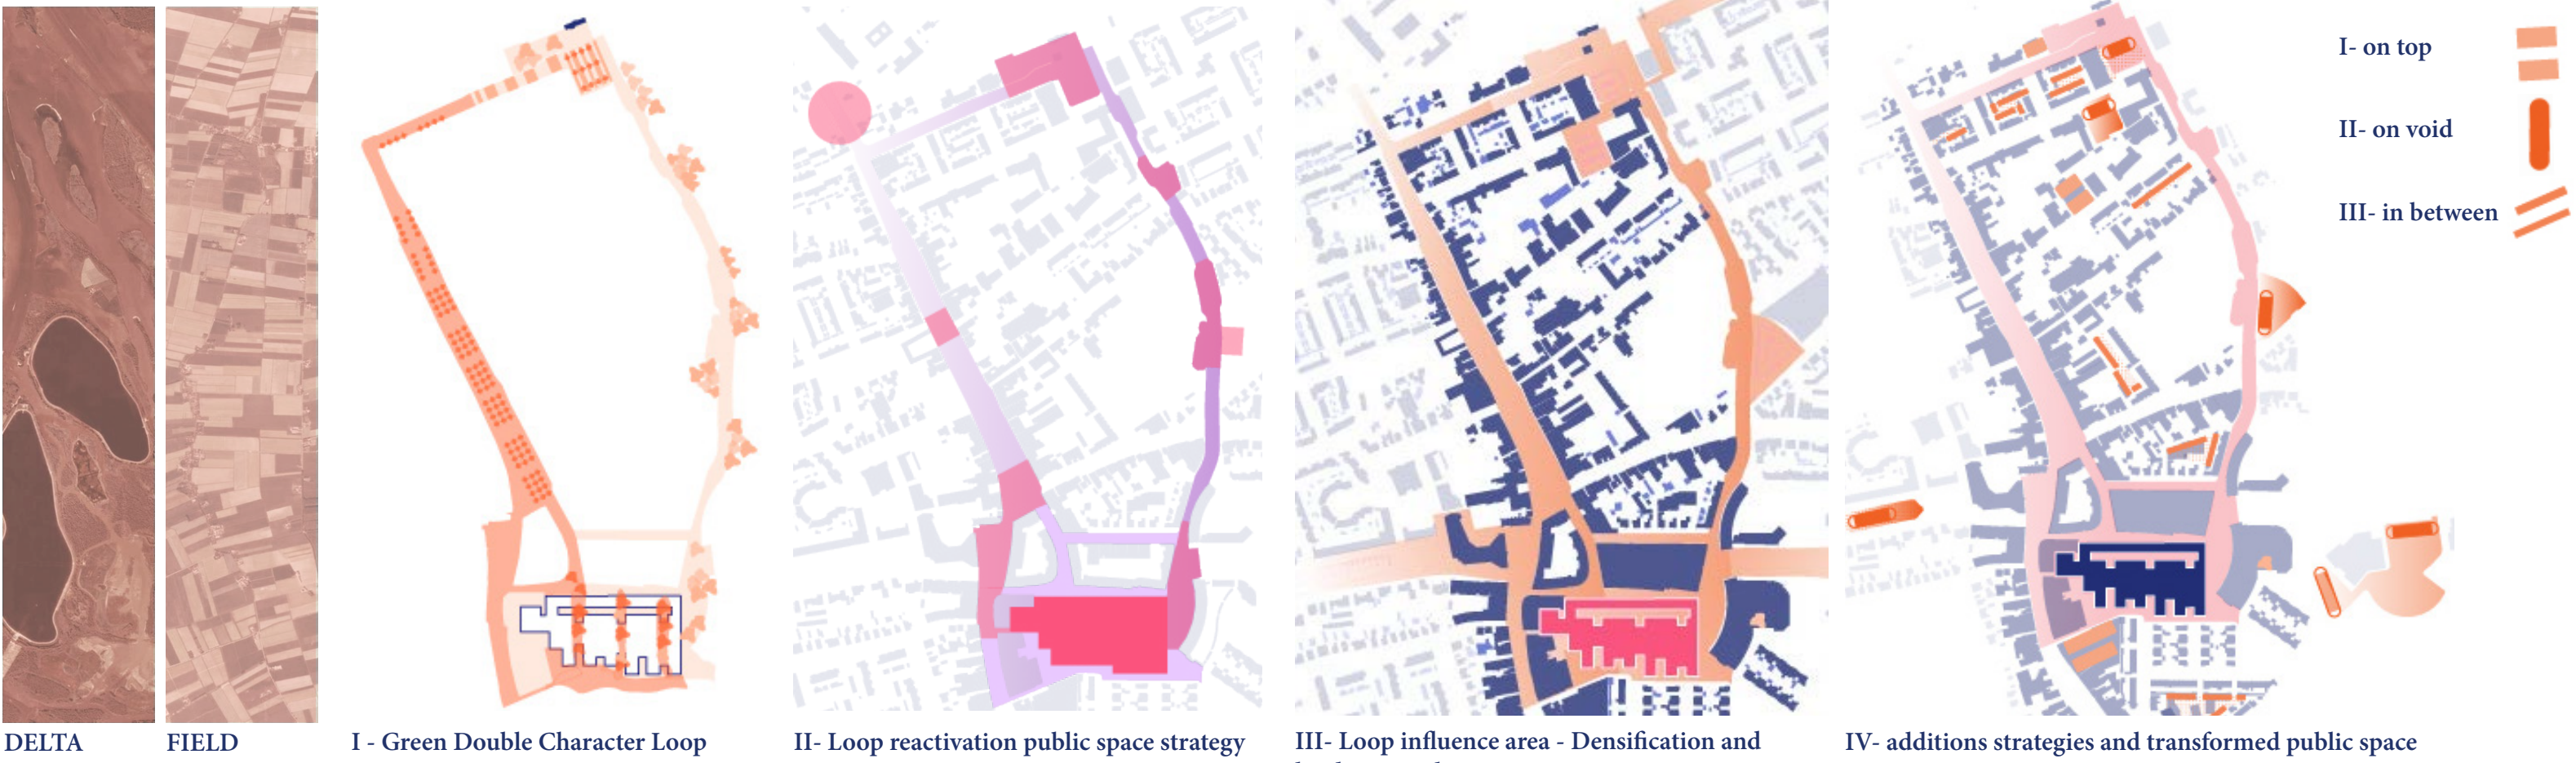 I- on top
II- on void
III- in between
DELTA
FIELD
I - Green Double Character Loop
II- Loop reactivation public space strategy
III- Loop influence area - Densification and
IV- additions strategies and transformed public space